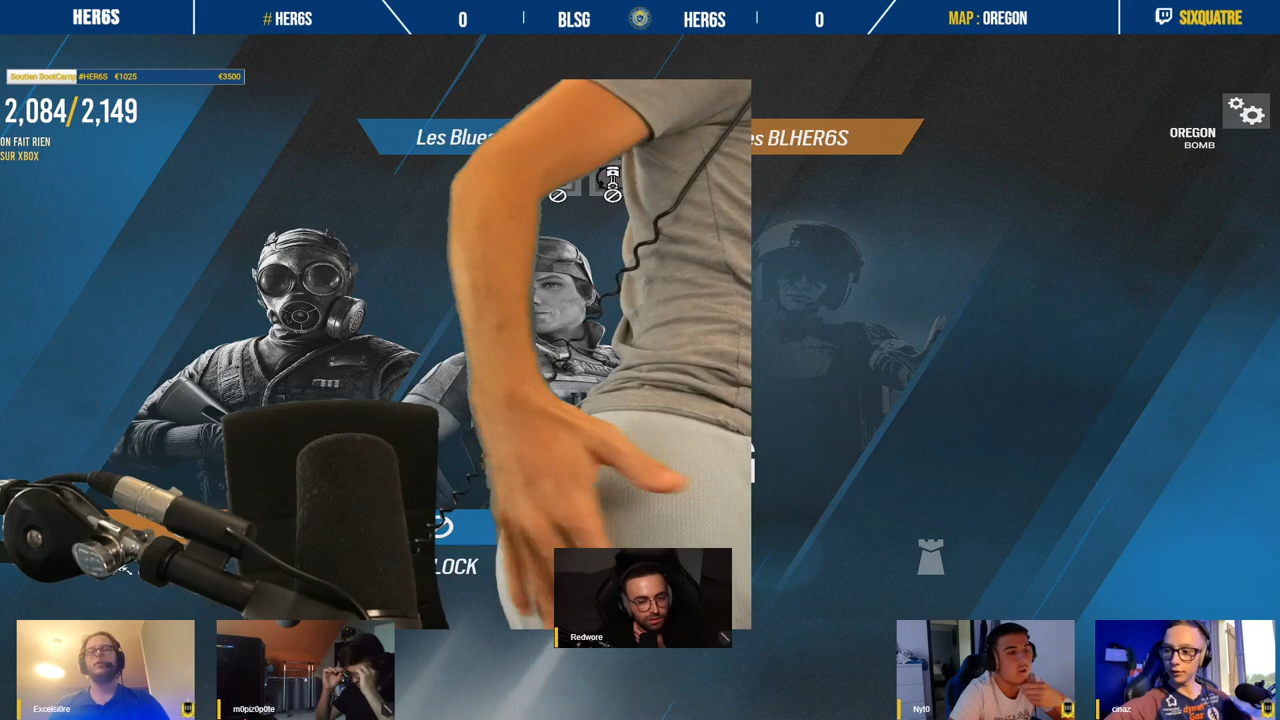 HER6S
# HER6S
0
BLSG
HER6S
0
MAP : OREGON
SIXQUATRE
Soutien BootCamp #HER6S €1025 €3500
2,084/2,149
ON FAIT RIEN
SUR XBOX
Les Blue
es BLHER6S
OREGON
BOMB
LOCK
Redwore
Excelsi0re
m0piz0p0te
Nyt0
cinaz